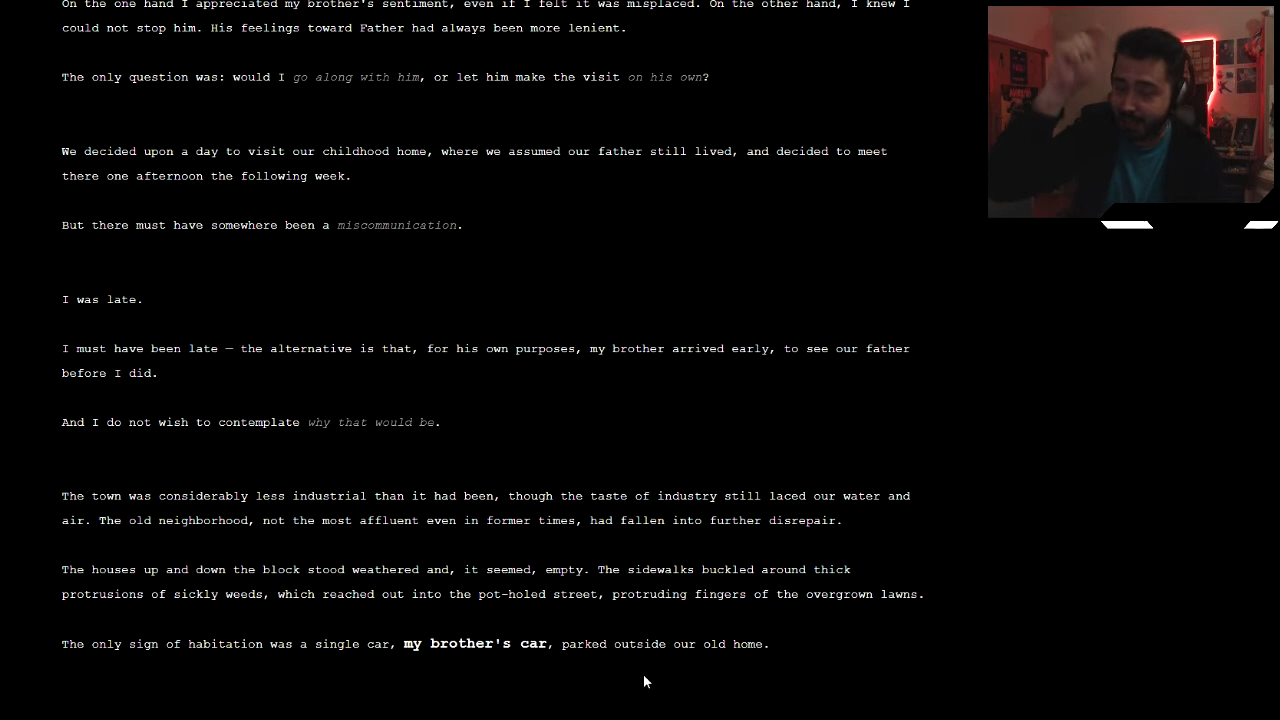 On the one hand I appreciated my brother's sentiment, even if I felt it was misplaced. On the other hand, I knew I
could not stop him. His feelings toward Father had always been more lenient.
The only question was: would I go along with him, or let him make the visit on his own?
We decided upon a day to visit our childhood home, where we assumed our father still lived, and decided to meet
there one afternoon the following week.
But there must have somewhere been a miscommunication.
I was late.
I must have been late — the alternative is that, for his own purposes, my brother arrived early, to see our father
before I did.
And I do not wish to contemplate why that would be.
The town was considerably less industrial than it had been, though the taste of industry still laced our water and
air. The old neighborhood, not the most affluent even in former times, had fallen into further disrepair.
The houses up and down the block stood weathered and, it seemed, empty. The sidewalks buckled around thick
protrusions of sickly weeds, which reached out into the pot-holed street, protruding fingers of the overgrown lawns.
The only sign of habitation was a single car, my brother's car, parked outside our old home.